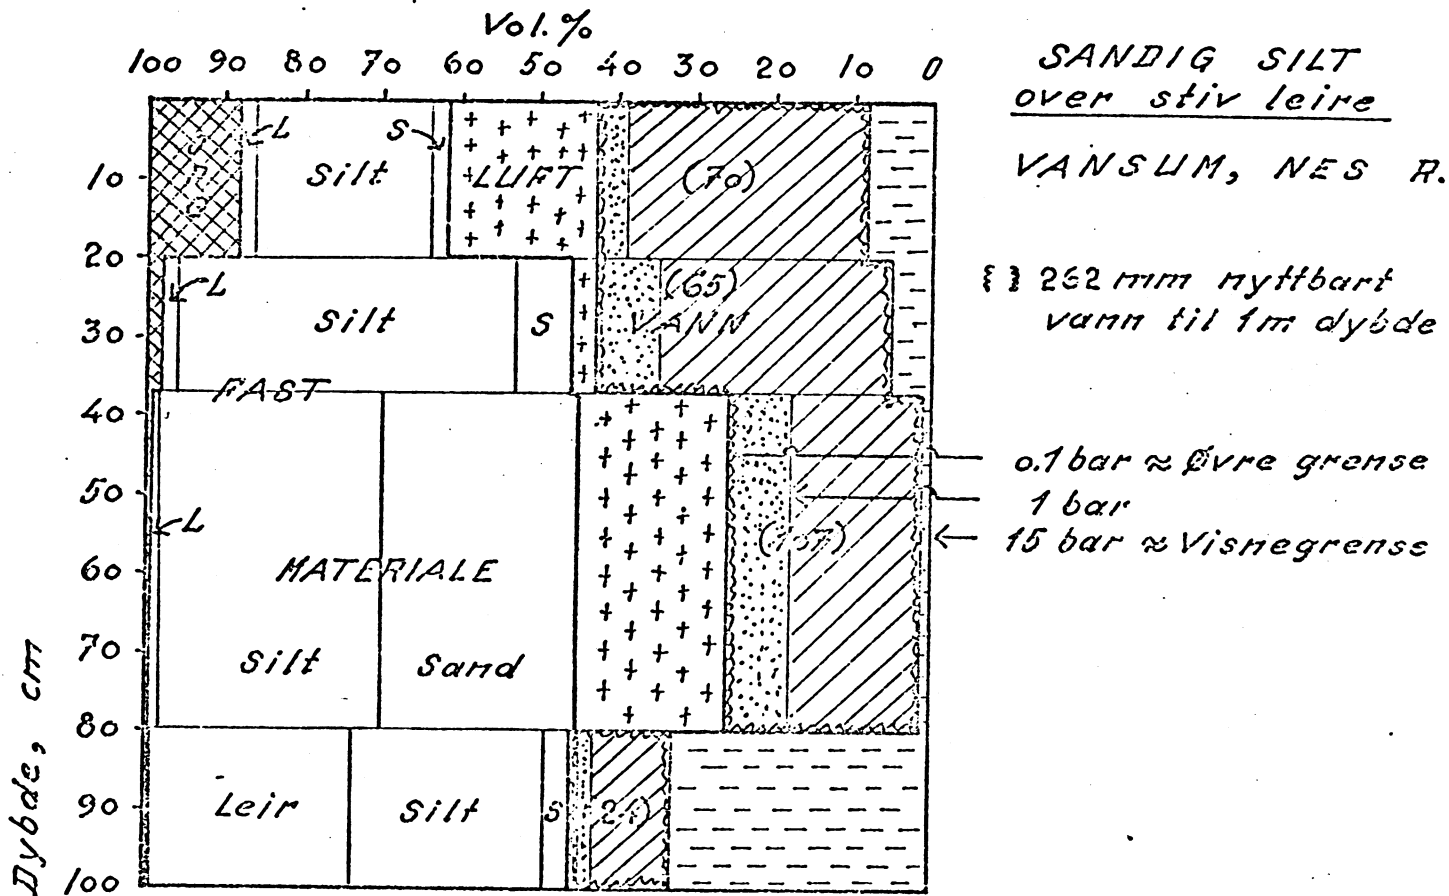 Vol.%
100 90 80 70 60 50 40 30 20 10 0
SANDIG SILT
over stiv leire
VANSUM, NES R.
262 mm nyttbart
vann til 1m dybde
0.1 bar ≈ Øvre grense
1 bar
15 bar ≈ Visnegrense
Dybde, cm
10
20
30
40
50
60
70
80
90
100
L
Silt
S
LUFT
(70)
L
Silt
S
(65)
VANN
FAST
L
MATERIALE
Silt
Sand
Leir
Silt
S